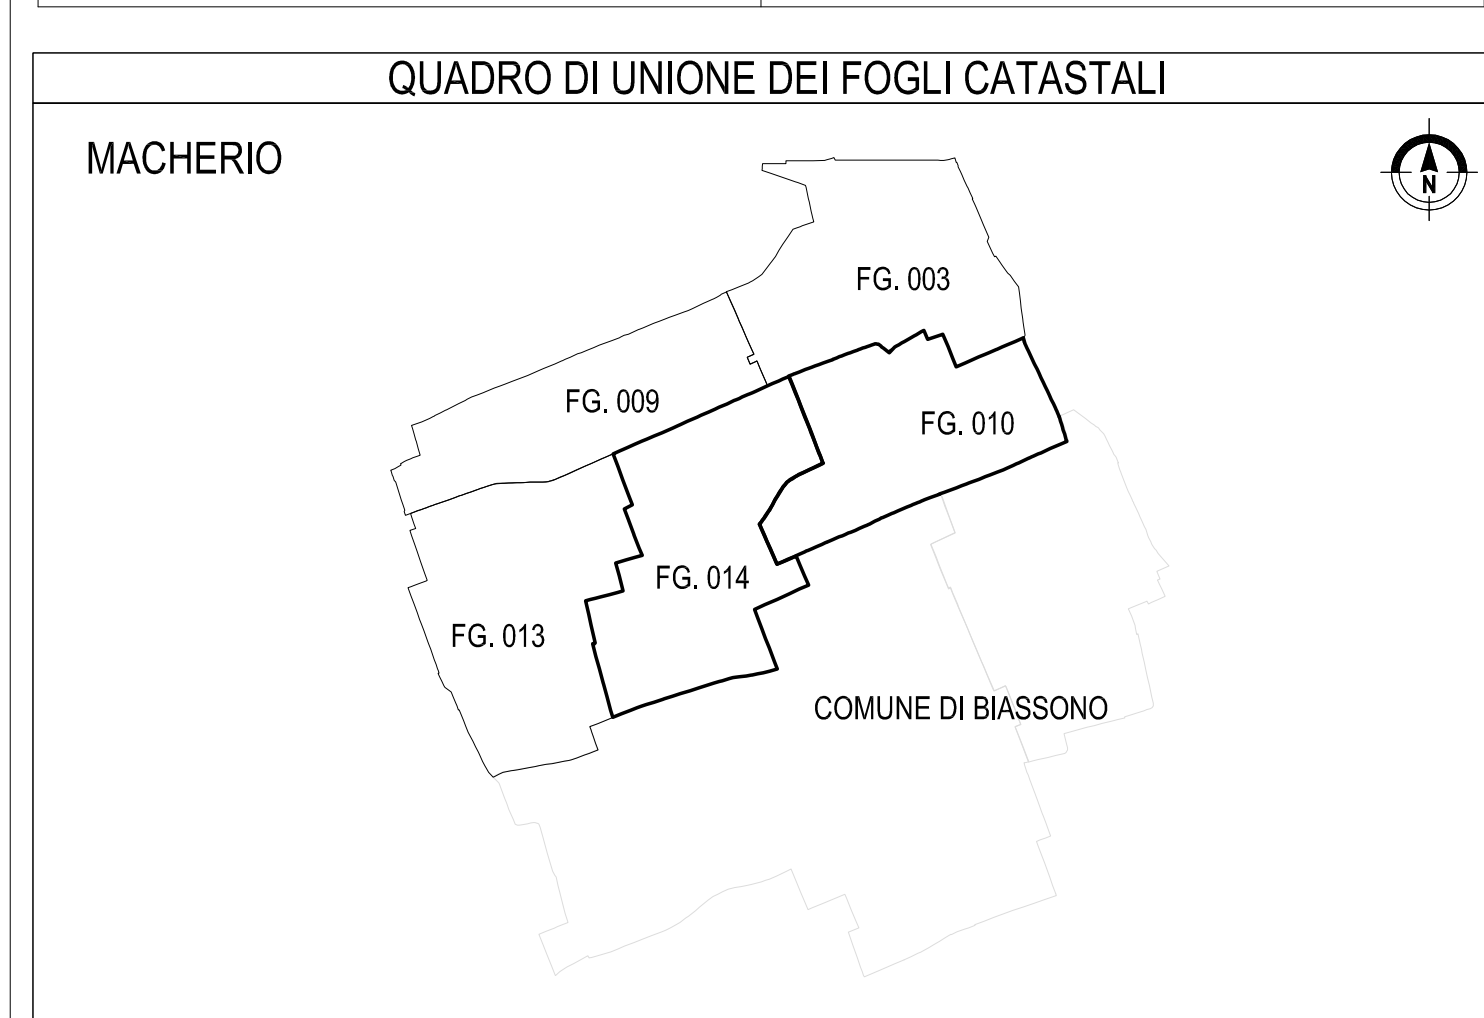 QUADRO DI UNIONE DEI FOGLI CATASTALI
MACHERIO
N
FG. 003
FG. 009
FG. 010
FG. 014
FG. 013
COMUNE DI BIASSONO